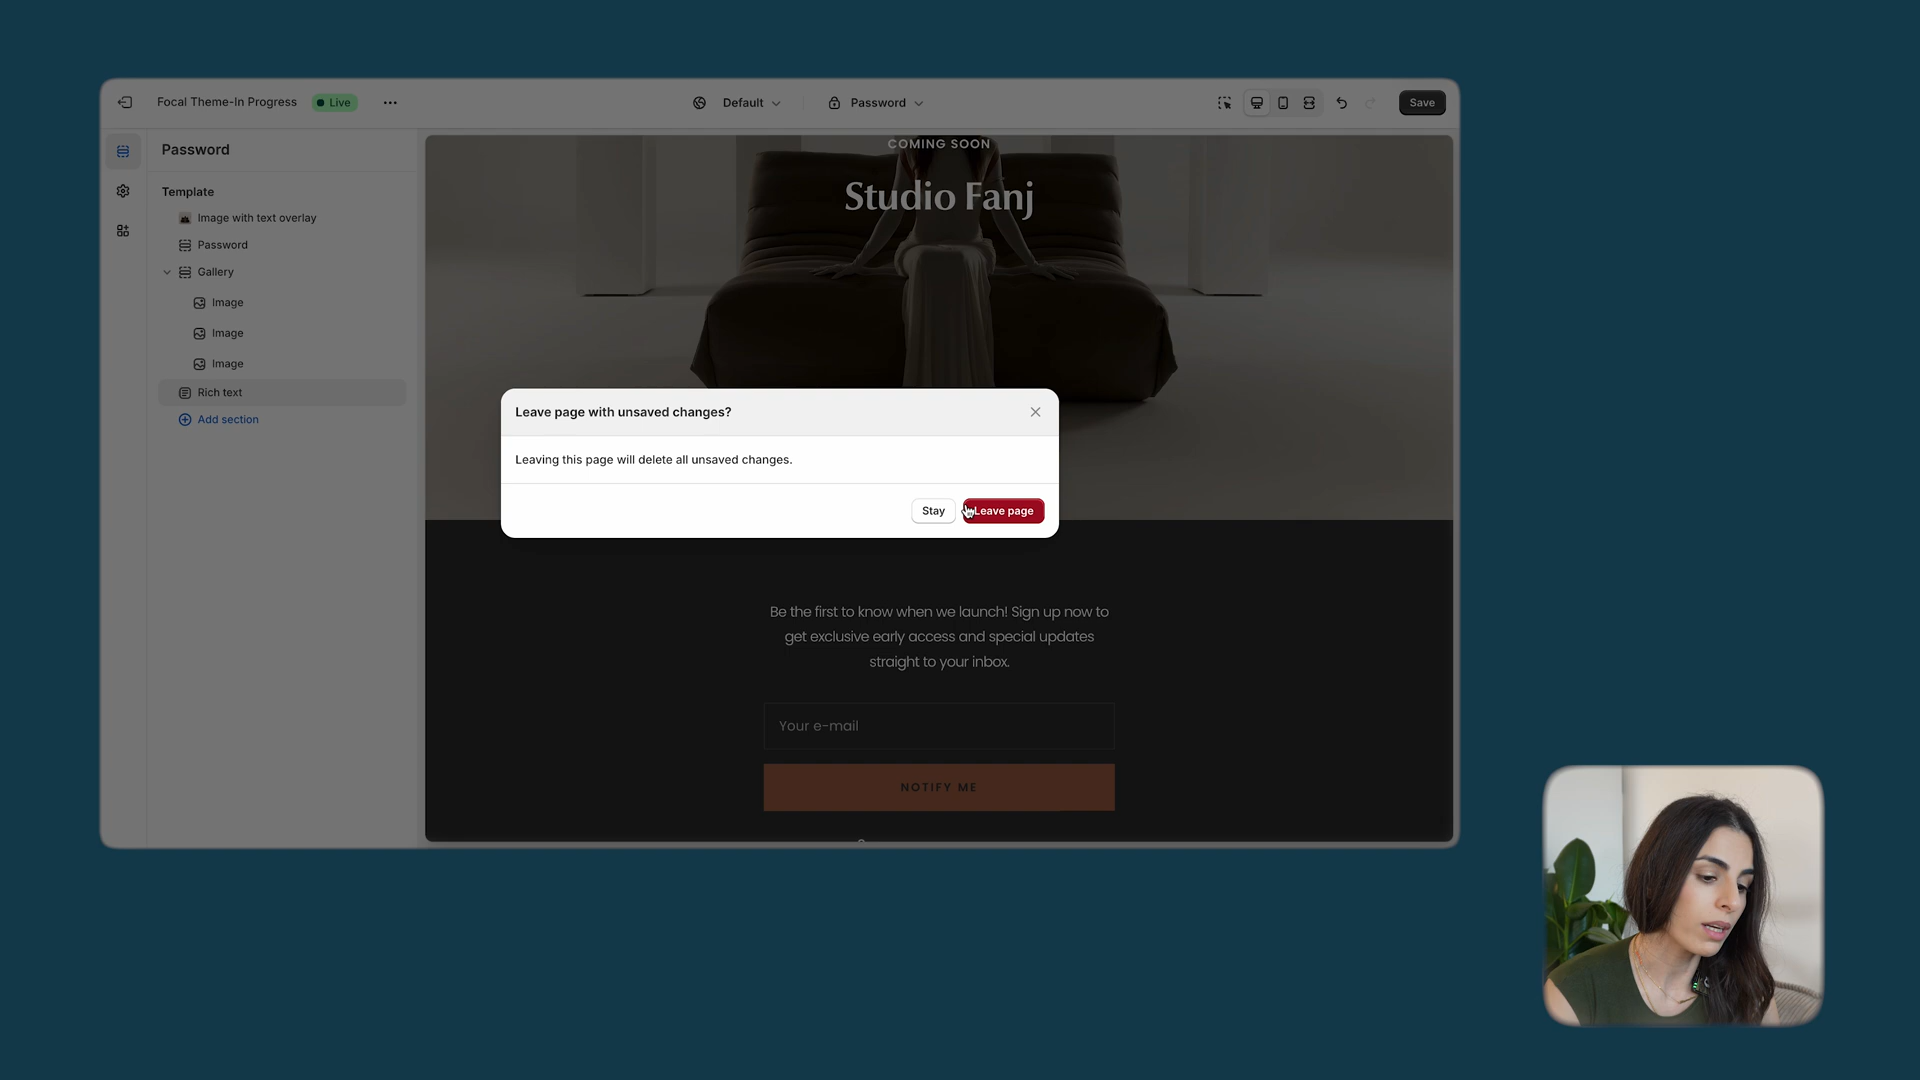 Focal Theme-In Progress
Live
Default
Password
Save
Password
Template
Image with text overlay
Password
Gallery
Image
Image
Image
Rich text
Add section
COMING SOON
Studio Fanj
Leave page with unsaved changes?
Leaving this page will delete all unsaved changes.
Stay
Leave page
Be the first to know when we launch! Sign up now to
get exclusive early access and special updates
straight to your inbox.
Your e-mail
NOTIFY ME